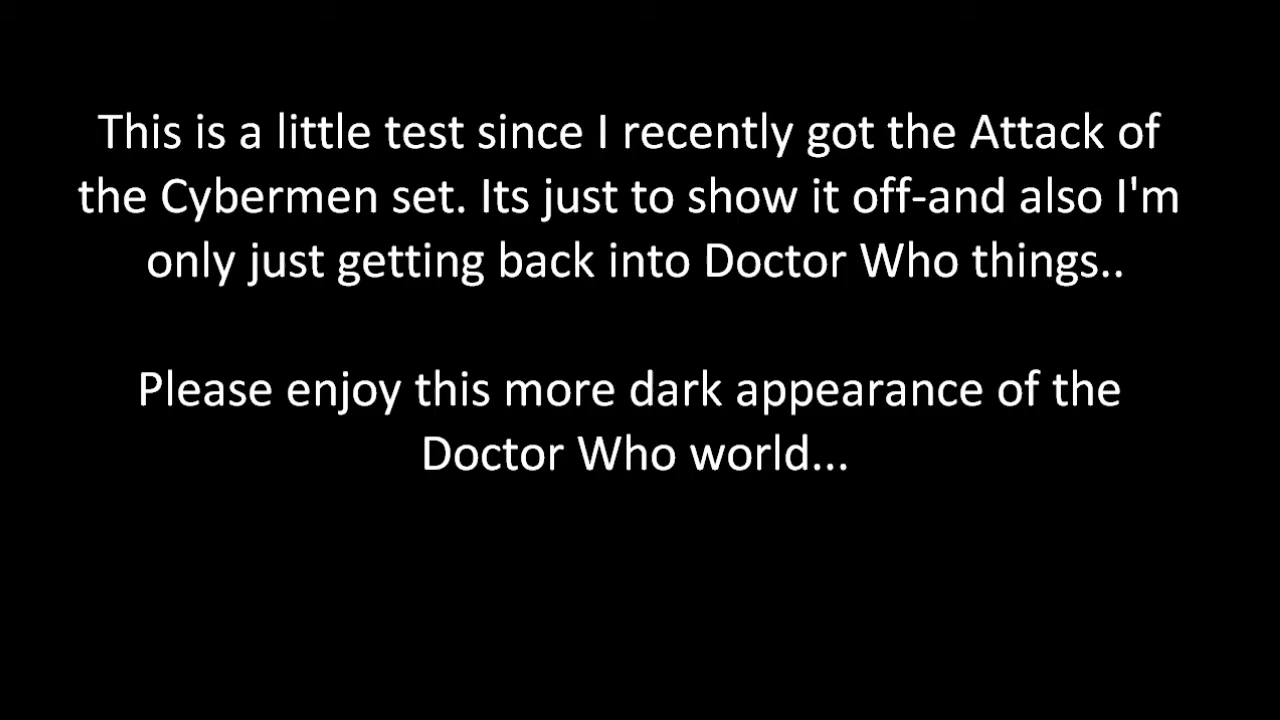 This is a little test since I recently got the Attack of
the Cybermen set. Its just to show it off-and also I'm
only just getting back into Doctor Who things..
Please enjoy this more dark appearance of the
Doctor Who world...